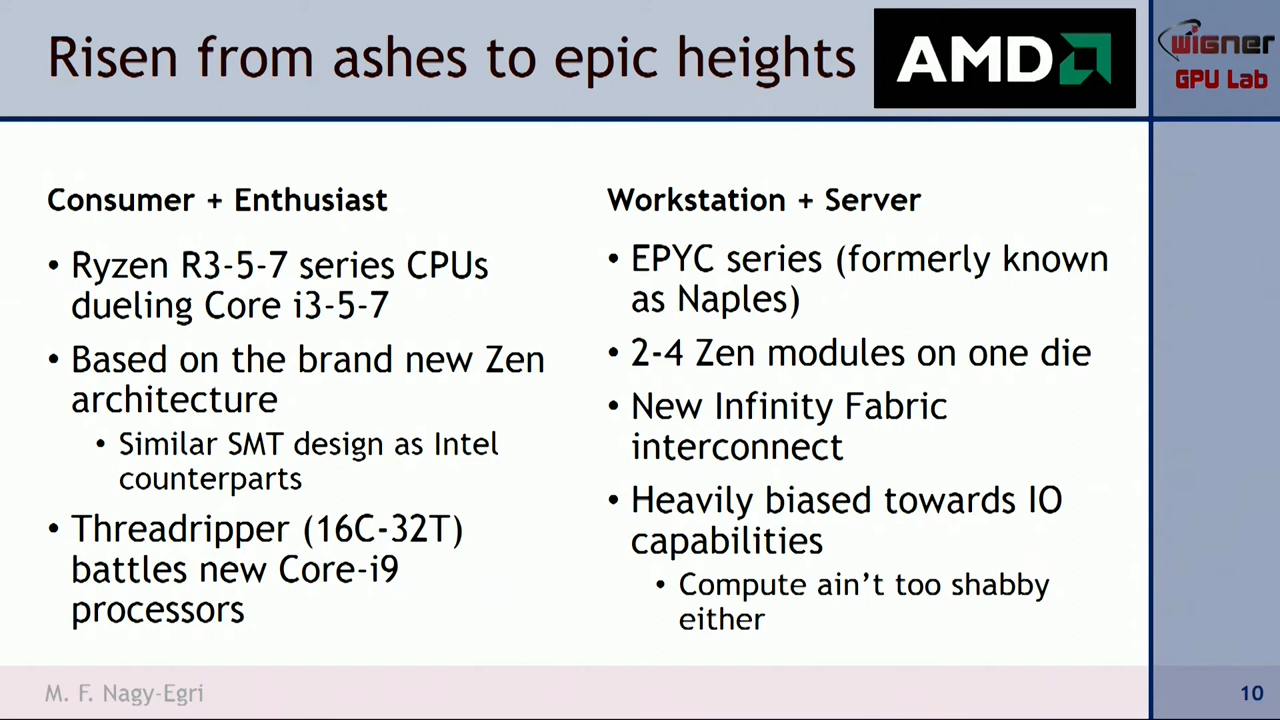 Risen from ashes to epic heights
AMD
wigner
GPU Lab
Consumer + Enthusiast
• Ryzen R3-5-7 series CPUs
dueling Core i3-5-7
• Based on the brand new Zen
architecture
• Similar SMT design as Intel
counterparts
• Threadripper (16C-32T)
battles new Core-i9
processors
Workstation + Server
• EPYC series (formerly known
as Naples)
• 2-4 Zen modules on one die
• New Infinity Fabric
interconnect
• Heavily biased towards IO
capabilities
• Compute ain't too shabby
either
M. F. Nagy-Egri
10